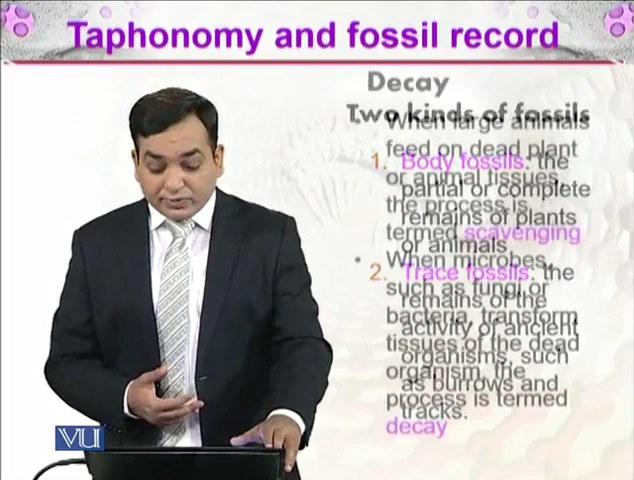 Taphonomy and fossil record
Decay
Two kinds of fossils
When large animals
feed on dead plant
or animal tissues,
the process is
termed scavenging
• When microbes,
such as fungi or
bacteria, transform
tissues of the dead
organism, the
process is termed
decay
1. Body fossils: the
partial or complete
remains of plants
or animals
2. Trace fossils: the
remains of the
activity of ancient
organisms, such
as burrows and
tracks.
VU